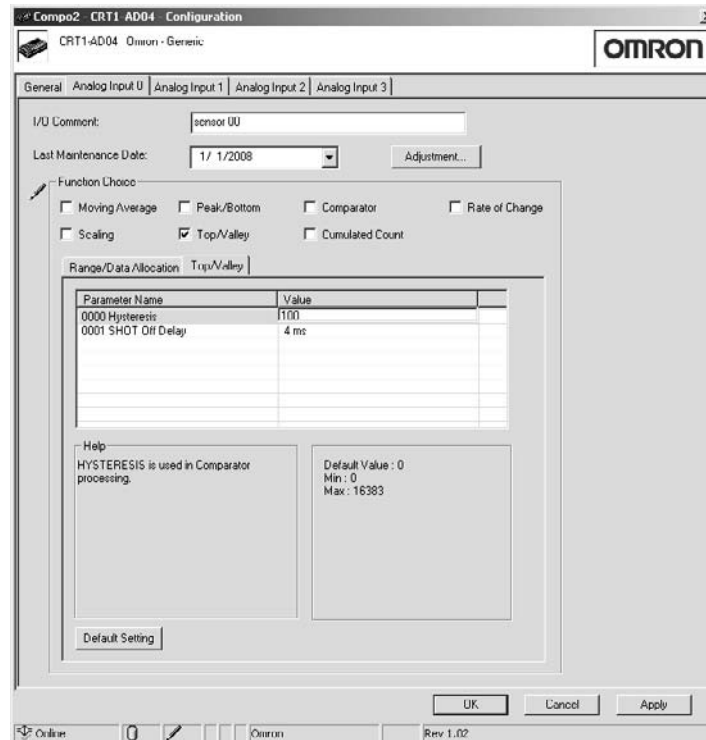 Compo2 - CRT1-AD04 - Configuration
CRT1-AD04 Omron - Generic
OMRON
General Analog Input 0 Analog Input 1 Analog Input 2 Analog Input 3
I/O Comment: sensor 00
Last Maintenance Date: 1/ 1/2008 Adjustment...
Function Choice
Moving Average Peak/Bottom Comparator Rate of Change
Scaling Top/Valley Cumulated Count
Range/Data Allocation Top/Valley
Parameter Name Value
0000 Hysteresis 100
0001 SHOT Off Delay 4 ms
Help
HYSTERESIS is used in Comparator
processing.
Default Value : 0
Min : 0
Max : 16383
Default Setting
OK Cancel Apply
Online Omron Rev 1.02